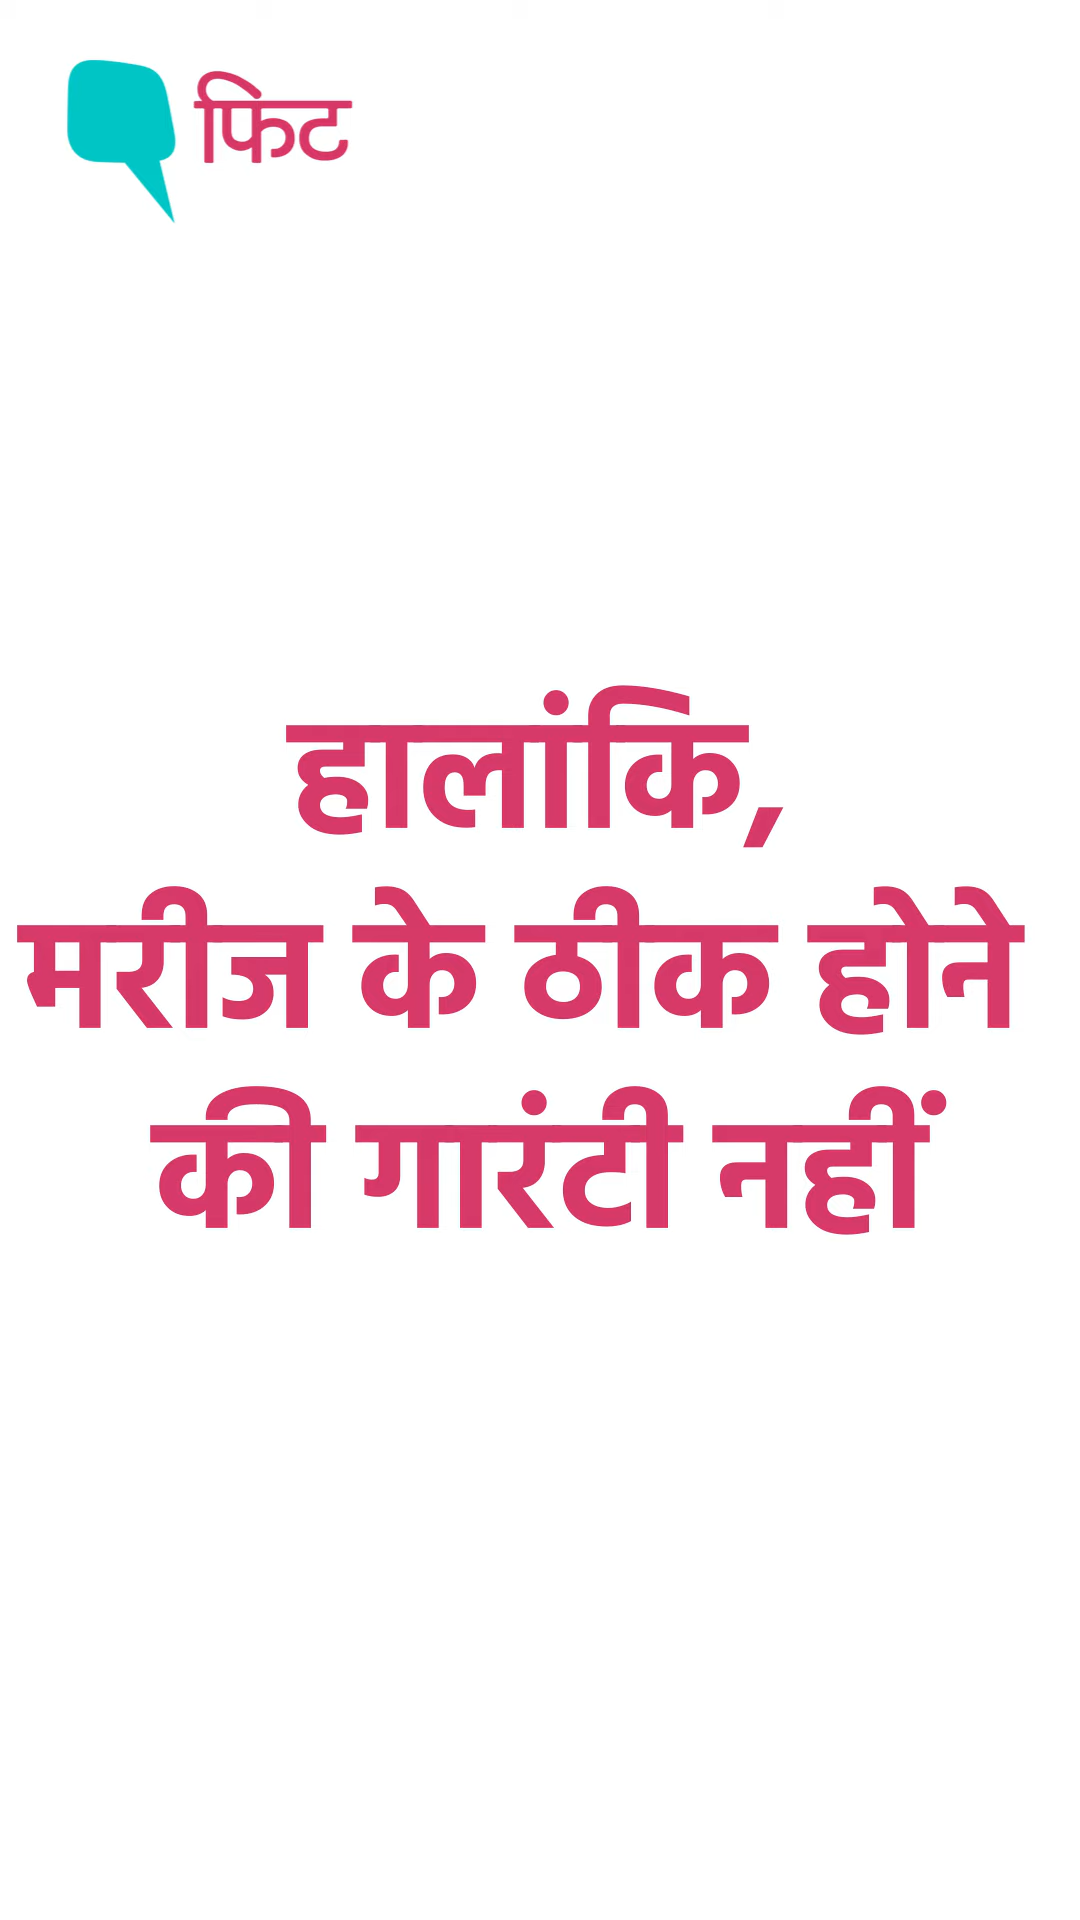 फिट
हालांकि,
मरीज के ठीक होने
की गारंटी नहीं